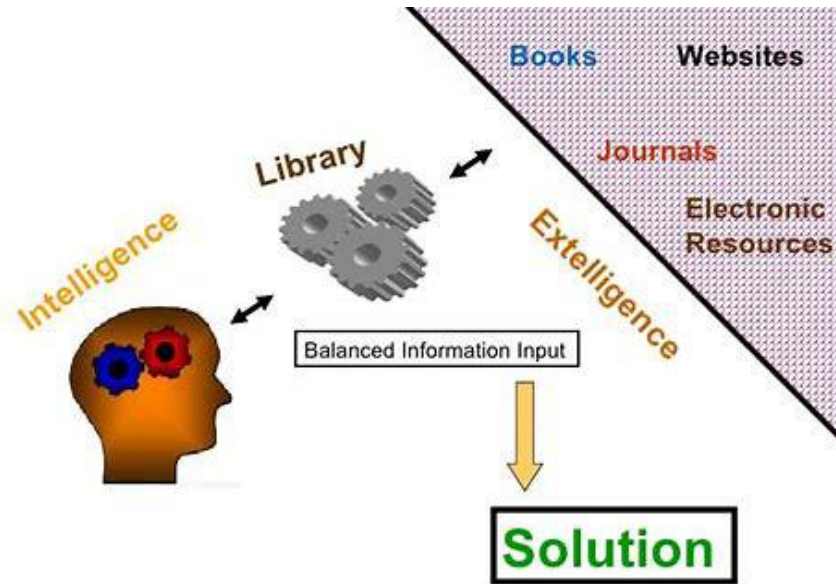 Books
Websites
Library
Journals
Electronic
Resources
Intelligence
Extelligence
Balanced Information Input
Solution